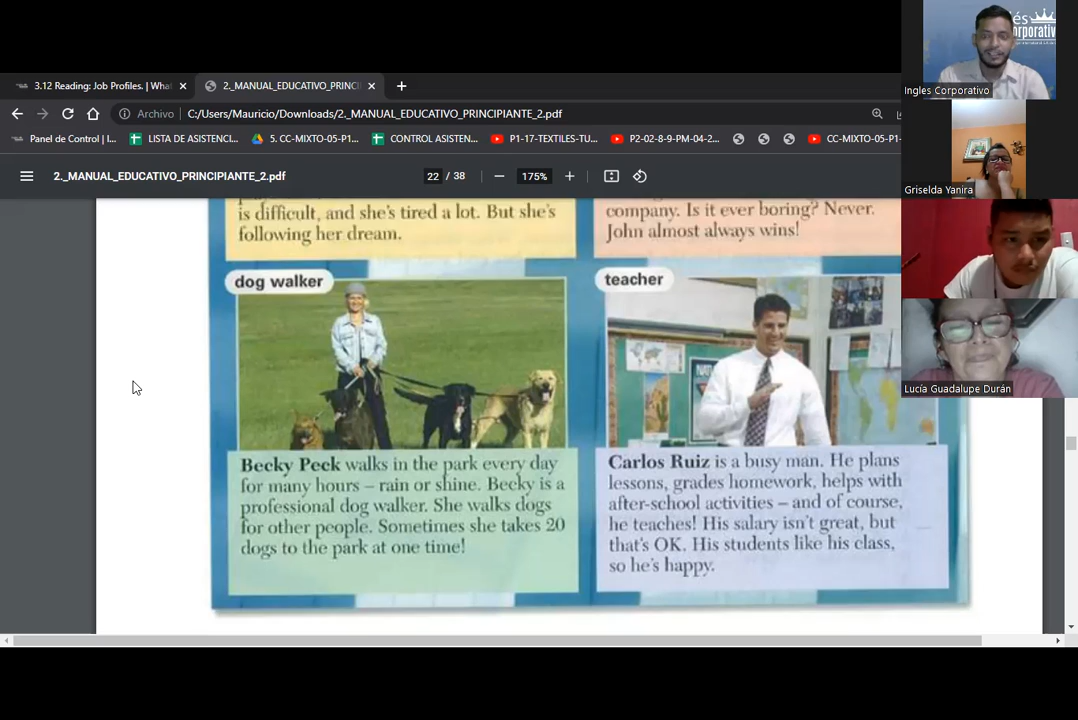 3.12 Reading: Job Profiles. | Wha
2._MANUAL_EDUCATIVO_PRINCIP
Archivo
C:/Users/Mauricio/Downloads/2._MANUAL_EDUCATIVO_PRINCIPIANTE_2.pdf
Panel de Control | I...
LISTA DE ASISTENCI...
5. CC-MIXTO-05-P1...
CONTROL ASISTEN...
P1-17-TEXTILES-TU...
P2-02-8-9-PM-04-2...
CC-MIXTO-05-P1
2._MANUAL_EDUCATIVO_PRINCIPIANTE_2.pdf
22 / 38
175%
is difficult, and she's tired a lot. But she's
following her dream.
company. Is it ever boring? Never.
John almost always wins!
dog walker
Becky Peck walks in the park every day
for many hours – rain or shine. Becky is a
professional dog walker. She walks dogs
for other people. Sometimes she takes 20
dogs to the park at one time!
teacher
Carlos Ruiz is a busy man. He plans
lessons, grades homework, helps with
after-school activities – and of course,
he teaches! His salary isn't great, but
that's OK. His students like his class,
so he's happy.
és
corporativ
Ingles Corporativo
Griselda Yanira
Lucía Guadalupe Durán